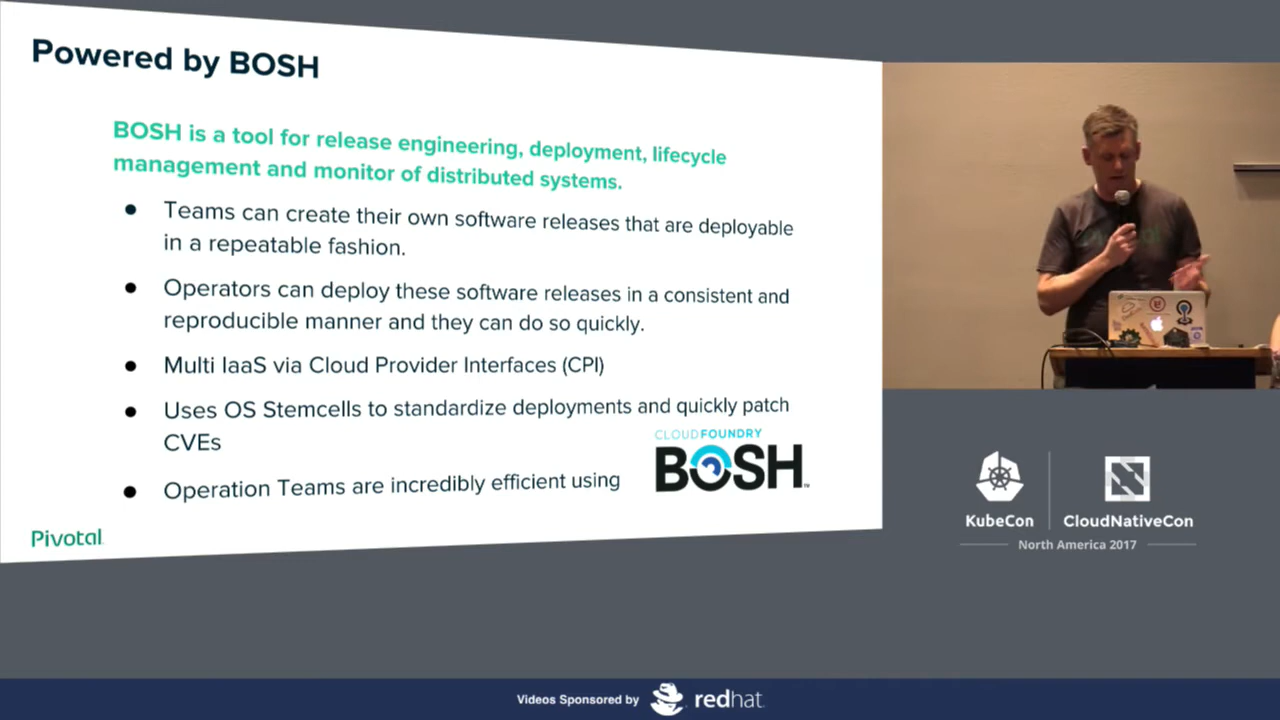 Powered by BOSH
BOSH is a tool for release engineering, deployment, lifecycle
management and monitor of distributed systems.
● Teams can create their own software releases that are deployable
in a repeatable fashion.
● Operators can deploy these software releases in a consistent and
reproducible manner and they can do so quickly.
● Multi IaaS via Cloud Provider Interfaces (CPI)
● Uses OS Stemcells to standardize deployments and quickly patch
CVEs
● Operation Teams are incredibly efficient using
CLOUDFOUNDRY
BOSH™
Pivotal
KubeCon
CloudNativeCon
North America 2017
Videos Sponsored by redhat